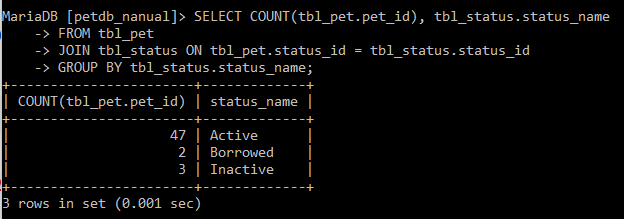 MariaDB [petdb_nanual]> SELECT COUNT(tbl_pet.pet_id), tbl_status.status_name
    -> FROM tbl_pet
    -> JOIN tbl_status ON tbl_pet.status_id = tbl_status.status_id
    -> GROUP BY tbl_status.status_name;
+-----------------------+-------------+
| COUNT(tbl_pet.pet_id) | status_name |
+-----------------------+-------------+
|                    47 | Active      |
|                     2 | Borrowed    |
|                     3 | Inactive    |
+-----------------------+-------------+
3 rows in set (0.001 sec)